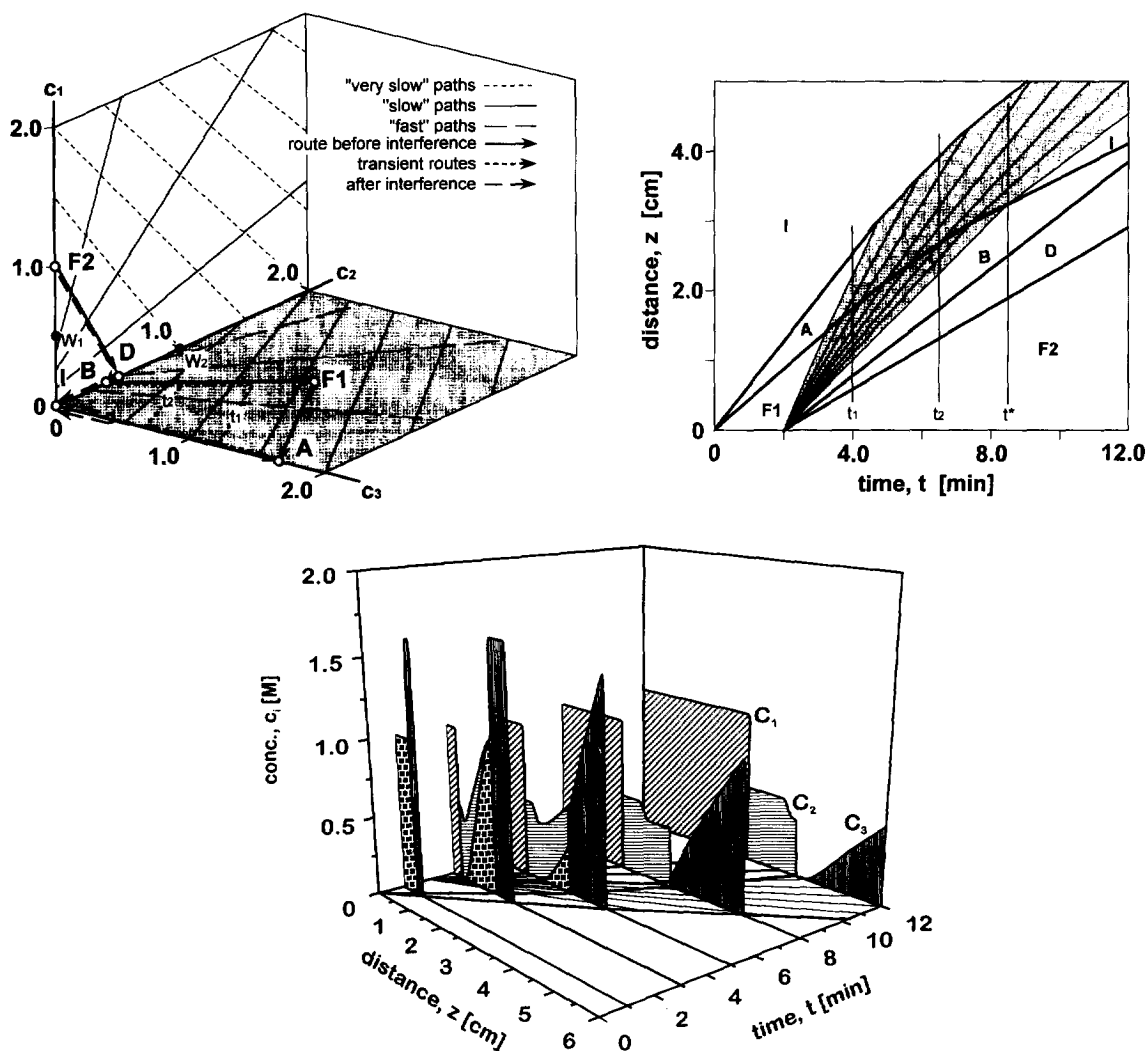 C1
2.0
1.0
0
F2
W1
D
B
I
0
1.0
2.0
C2
W2
t2
t1
F1
A
1.0
2.0
C3
"very slow" paths
"slow" paths
"fast" paths
route before interference
transient routes
after interference
distance, z [cm]
4.0
2.0
0
I
A
F1
B
D
F2
I
t1
t2
t*
0
4.0
8.0
12.0
time, t [min]
conc., ci [M]
2.0
1.5
1.0
0.5
0
C1
C2
C3
0
1
2
3
4
5
6
distance, z [cm]
0
2
4
6
8
10
12
time, t [min]